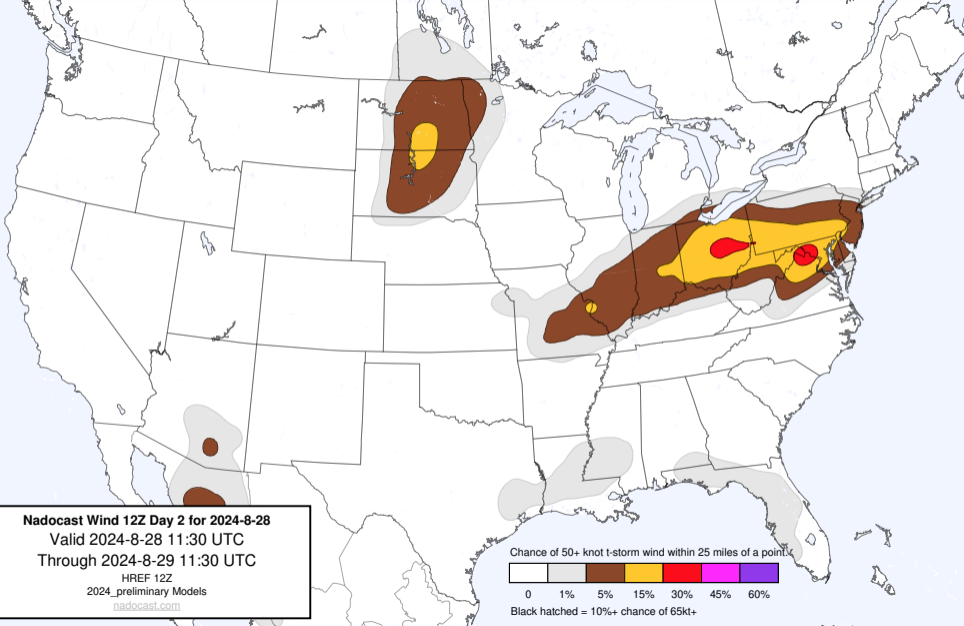 Nadocast Wind 12Z Day 2 for 2024-8-28
Valid 2024-8-28 11:30 UTC
Through 2024-8-29 11:30 UTC
HREF 12Z
2024_preliminary Models
nadocast.com
Chance of 50+ knot t-storm wind within 25 miles of a point.
0 1% 5% 15% 30% 45% 60%
Black hatched = 10%+ chance of 65kt+